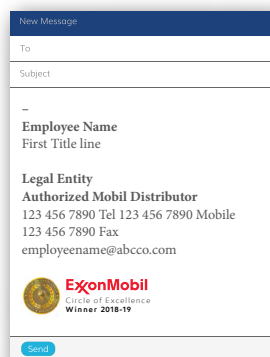 New Message
To
Subject
–
Employee Name
First Title line
Legal Entity
Authorized Mobil Distributor
123 456 7890 Tel 123 456 7890 Mobile
123 456 7890 Fax
employeename@abcco.com
ExxonMobil
Circle of Excellence
Winner 2018-19
Send